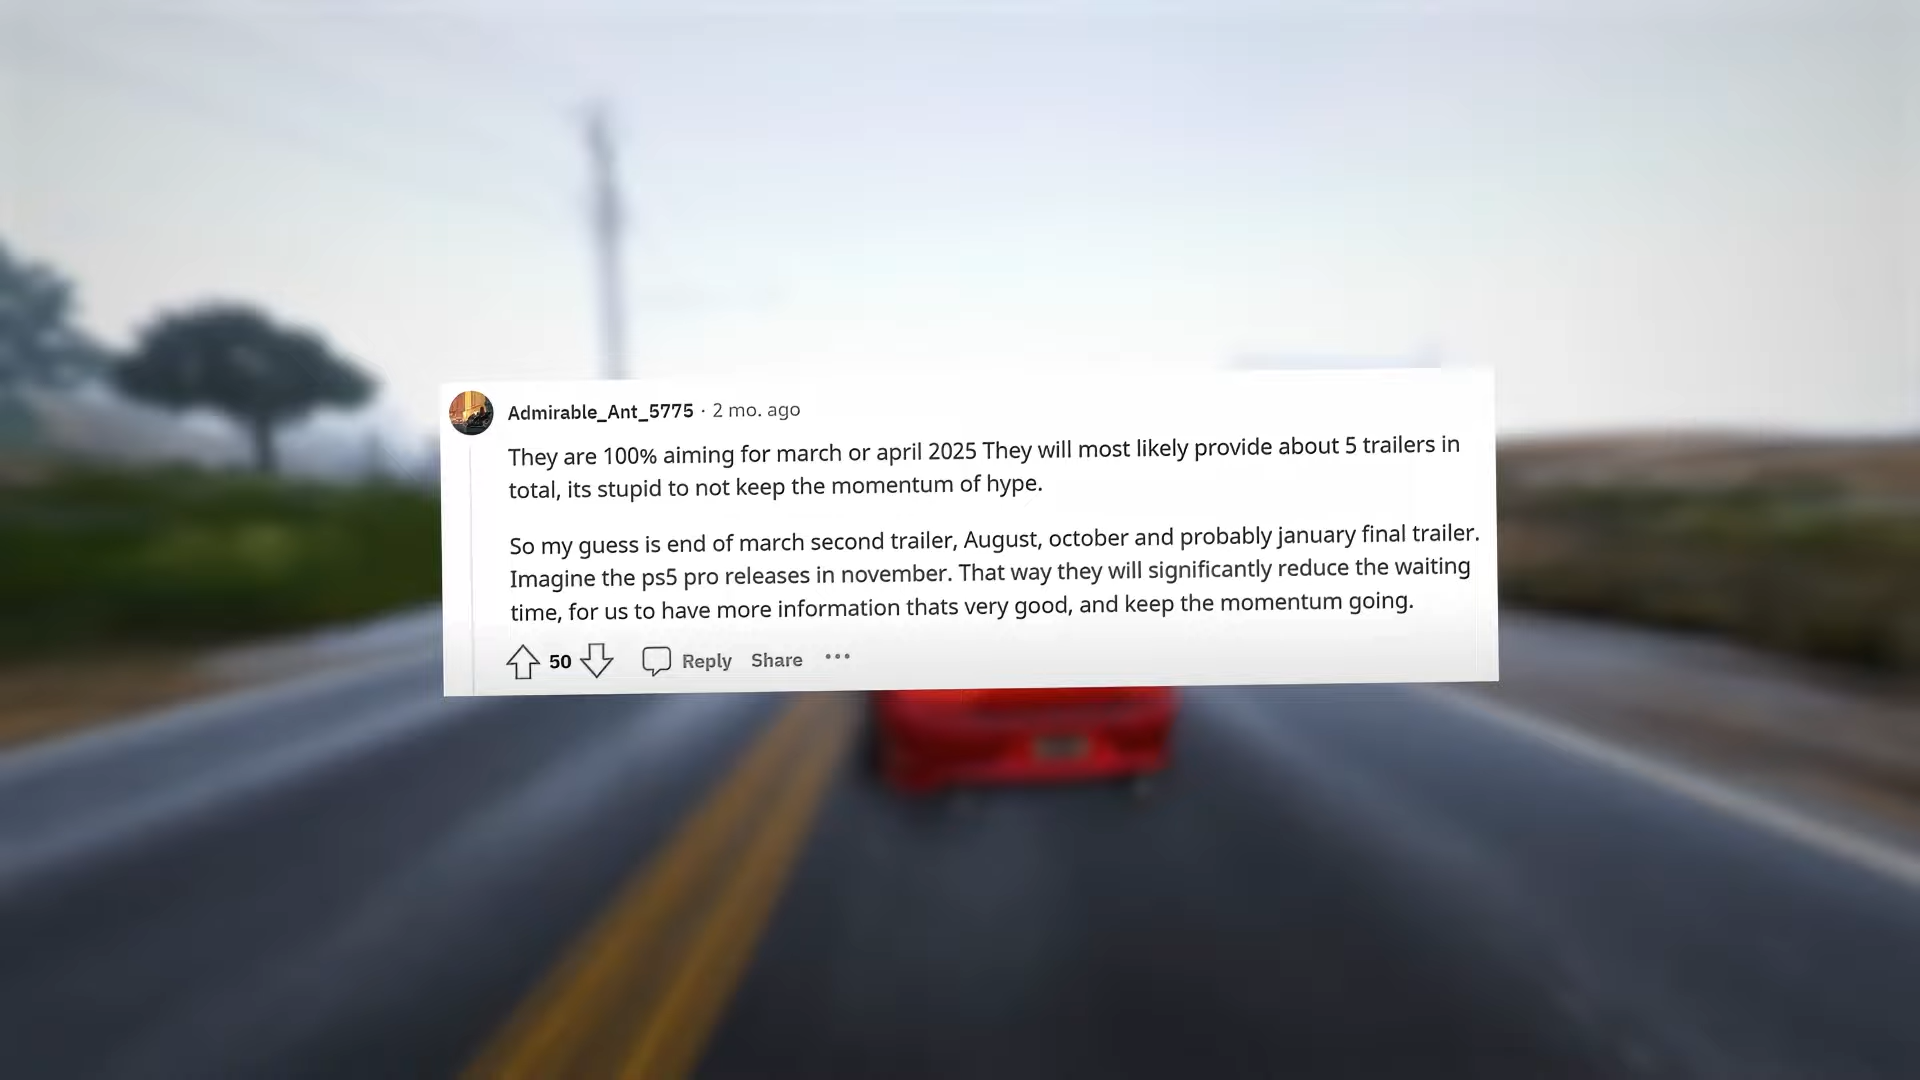 Admirable_Ant_5775 · 2 mo. ago
They are 100% aiming for march or april 2025 They will most likely provide about 5 trailers in
total, its stupid to not keep the momentum of hype.
So my guess is end of march second trailer, August, october and probably january final trailer.
Imagine the ps5 pro releases in november. That way they will significantly reduce the waiting
time, for us to have more information thats very good, and keep the momentum going.
50 Reply Share ···